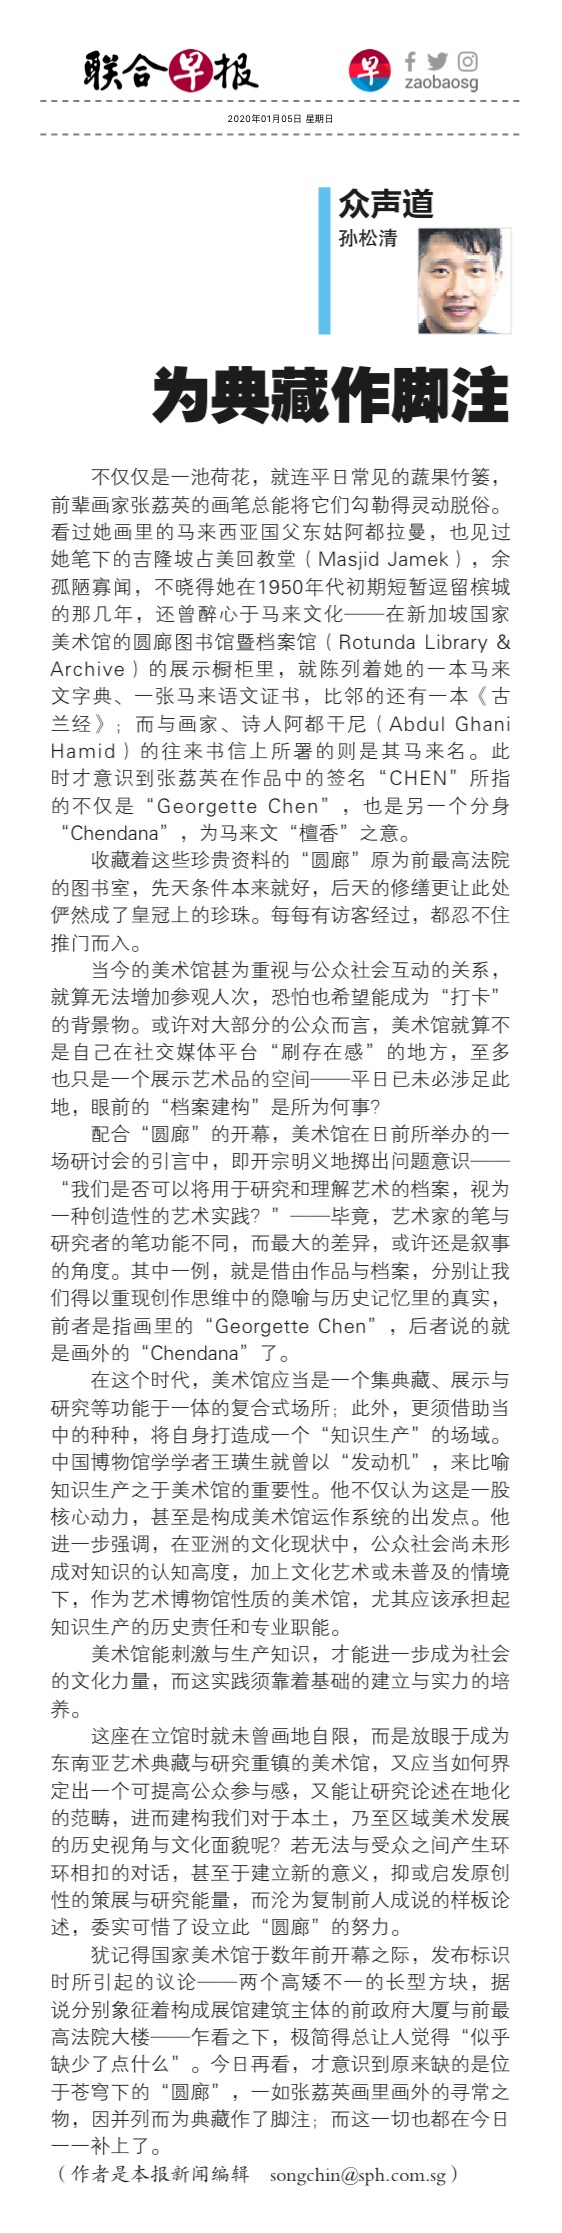 联合早报 早
zaobaosg
2020年01月05日 星期日
众声道
孙松清
为典藏作脚注
不仅仅是一池荷花，就连平日常见的蔬果竹篓，
前辈画家张荔英的画笔总能将它们勾勒得灵动脱俗。
看过她画里的马来西亚国父东姑阿都拉曼，也见过
她笔下的吉隆坡占美回教堂（Masjid Jamek），余
孤陋寡闻，不晓得她在1950年代初期短暂逗留槟城
的那几年，还曾醉心于马来文化——在新加坡国家
美术馆的圆廊图书馆暨档案馆（Rotunda Library &
Archive）的展示橱柜里，就陈列着她的一本马来
文字典、一张马来语文证书，比邻的还有一本《古
兰经》；而与画家、诗人阿都干尼（Abdul Ghani
Hamid）的往来书信上所署的则是其马来名。此
时才意识到张荔英在作品中的签名“CHEN”所指
的不仅是“Georgette Chen”，也是另一个分身
“Chendana”，为马来文“檀香”之意。
收藏着这些珍贵资料的“圆廊”原为前最高法院
的图书室，先天条件本来就好，后天的修缮更让此处
俨然成了皇冠上的珍珠。每每有访客经过，都忍不住
推门而入。
当今的美术馆甚为重视与公众社会互动的关系，
就算无法增加参观人次，恐怕也希望能成为“打卡”
的背景物。或许对大部分的公众而言，美术馆就算不
是自己在社交媒体平台“刷存在感”的地方，至多
也只是一个展示艺术品的空间——平日已未必涉足此
地，眼前的“档案建构”是所为何事？
配合“圆廊”的开幕，美术馆在日前所举办的一
场研讨会的引言中，即开宗明义地掷出问题意识——
“我们是否可以将用于研究和理解艺术的档案，视为
一种创造性的艺术实践？”——毕竟，艺术家的笔与
研究者的笔功能不同，而最大的差异，或许还是叙事
的角度。其中一例，就是借由作品与档案，分别让我
们得以重现创作思维中的隐喻与历史记忆里的真实，
前者是指画里的“Georgette Chen”，后者说的就
是画外的“Chendana”了。
在这个时代，美术馆应当是一个集典藏、展示与
研究等功能于一体的复合式场所；此外，更须借助当
中的种种，将自身打造成一个“知识生产”的场域。
中国博物馆学学者王璜生就曾以“发动机”，来比喻
知识生产之于美术馆的重要性。他不仅认为这是一股
核心动力，甚至是构成美术馆运作系统的出发点。他
进一步强调，在亚洲的文化现状中，公众社会尚未形
成对知识的认知高度，加上文化艺术或未普及的情境
下，作为艺术博物馆性质的美术馆，尤其应该承担起
知识生产的历史责任和专业职能。
美术馆能刺激与生产知识，才能进一步成为社会
的文化力量，而这实践须靠着基础的建立与实力的培
养。
这座在立馆时就未曾画地自限，而是放眼于成为
东南亚艺术典藏与研究重镇的美术馆，又应当如何界
定出一个可提高公众参与感，又能让研究论述在地化
的范畴，进而建构我们对于本土，乃至区域美术发展
的历史视角与文化面貌呢？若无法与受众之间产生环
环相扣的对话，甚至于建立新的意义，抑或启发原创
性的策展与研究能量，而沦为复制前人成说的样板论
述，委实可惜了设立此“圆廊”的努力。
犹记得国家美术馆于数年前开幕之际，发布标识
时所引起的议论——两个高矮不一的长型方块，据
说分别象征着构成展馆建筑主体的前政府大厦与前最
高法院大楼——乍看之下，极简得总让人觉得“似乎
缺少了点什么”。今日再看，才意识到原来缺的是位
于苍穹下的“圆廊”，一如张荔英画里画外的寻常之
物，因并列而为典藏作了脚注；而这一切也都在今日
一一补上了。
（作者是本报新闻编辑 songchin@sph.com.sg）